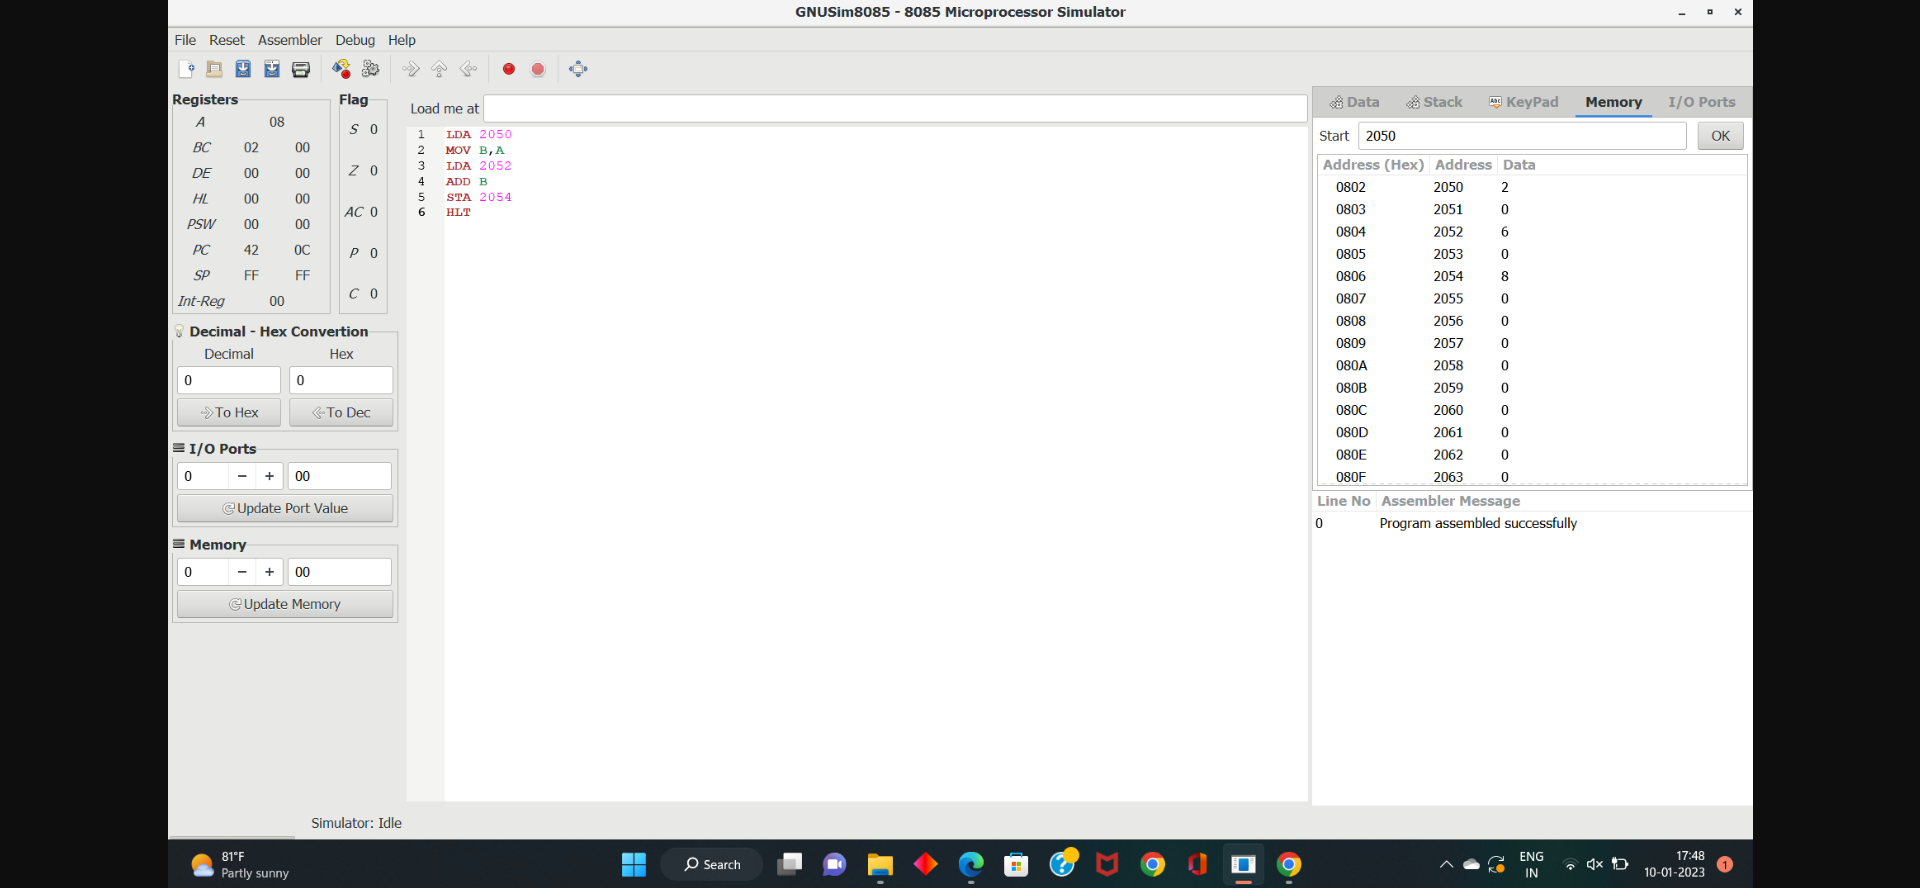 GNUSim8085 - 8085 Microprocessor Simulator
File Reset Assembler Debug Help
Registers
A 08
BC 02 00
DE 00 00
HL 00 00
PSW 00 00
PC 42 0C
SP FF FF
Int-Reg 00
Flag
S 0
Z 0
AC 0
P 0
C 0
Decimal - Hex Convertion
Decimal Hex
0 0
To Hex To Dec
I/O Ports
0 - + 00
Update Port Value
Memory
0 - + 00
Update Memory
Load me at
1 LDA 2050
2 MOV B,A
3 LDA 2052
4 ADD B
5 STA 2054
6 HLT
Data Stack KeyPad Memory I/O Ports
Start 2050 OK
Address (Hex) Address Data
0802 2050 2
0803 2051 0
0804 2052 6
0805 2053 0
0806 2054 8
0807 2055 0
0808 2056 0
0809 2057 0
080A 2058 0
080B 2059 0
080C 2060 0
080D 2061 0
080E 2062 0
080F 2063 0
Line No Assembler Message
0 Program assembled successfully
Simulator: Idle
81°F
Partly sunny
Search
ENG
IN
17:48
10-01-2023
1